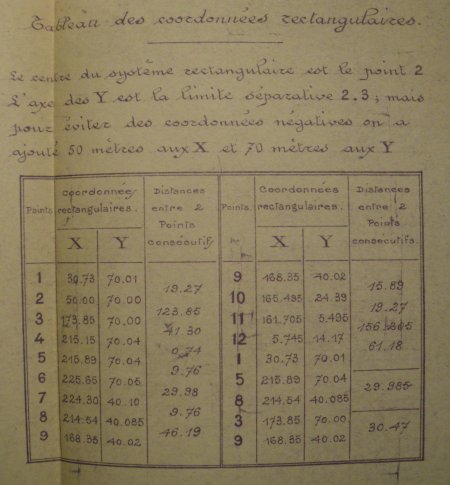 Tableau des coordonnées rectangulaires.
Le centre du système rectangulaire est le point 2
L'axe des Y est la limite séparative 2.3; mais
pour éviter des coordonnées négatives on a
ajouté 50 mètres aux X et 70 mètres aux Y
Points coordonnées rectangulaires. X Y Distances entre 2 Points consécutifs
1 30.73 70.01
19.27
2 50.00 70.00
123.85
3 173.85 70.00
41.30
4 215.15 70.04
0.74
5 215.89 70.04
9.76
6 225.65 70.05
29.98
7 224.30 40.10
9.76
8 214.54 40.085
46.19
9 168.35 40.02
Points Coordonnées rectangulaires. X Y Distances entre 2 Points consécutifs.
9 168.35 40.02
15.89
10 165.495 24.39
19.27
11 161.705 5.495
156.205
12 5.745 14.17
61.18
1 30.73 70.01
5 215.89 70.04
29.985
8 214.54 40.085
3 173.85 70.00
30.47
9 168.35 40.02